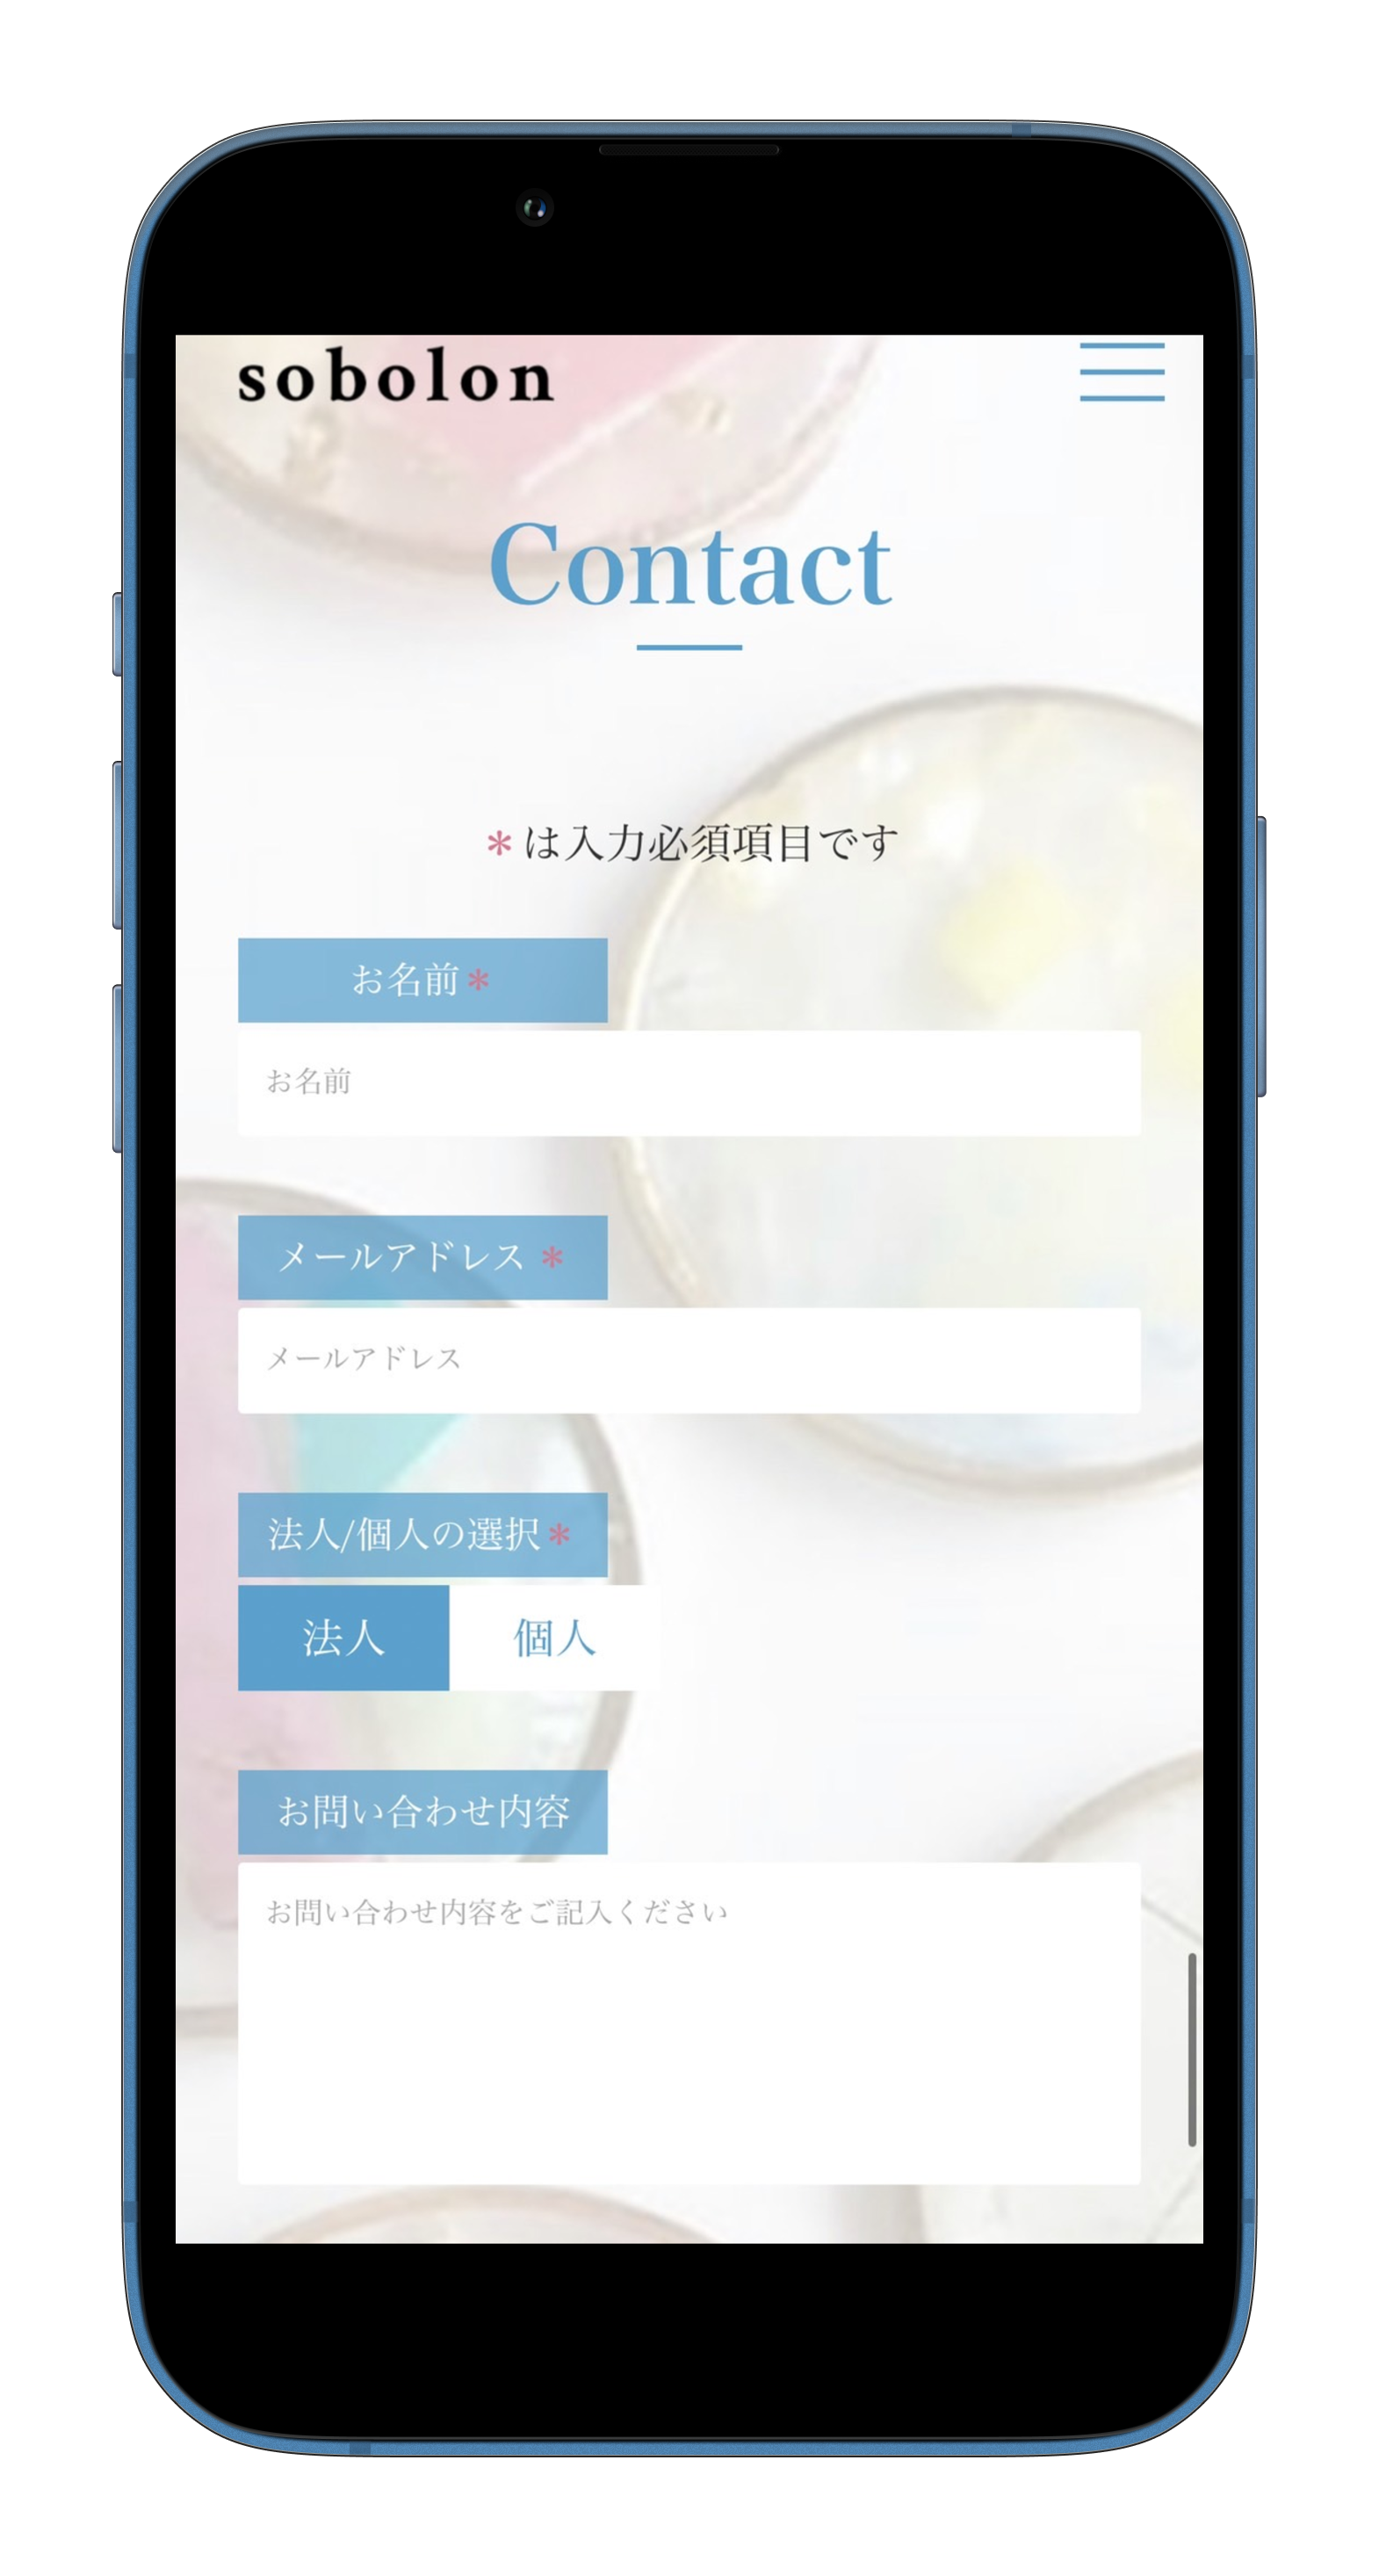 sobolon
Contact
* は入力必須項目です
お名前*
お名前
メールアドレス *
メールアドレス
法人/個人の選択*
法人 個人
お問い合わせ内容
お問い合わせ内容をご記入ください